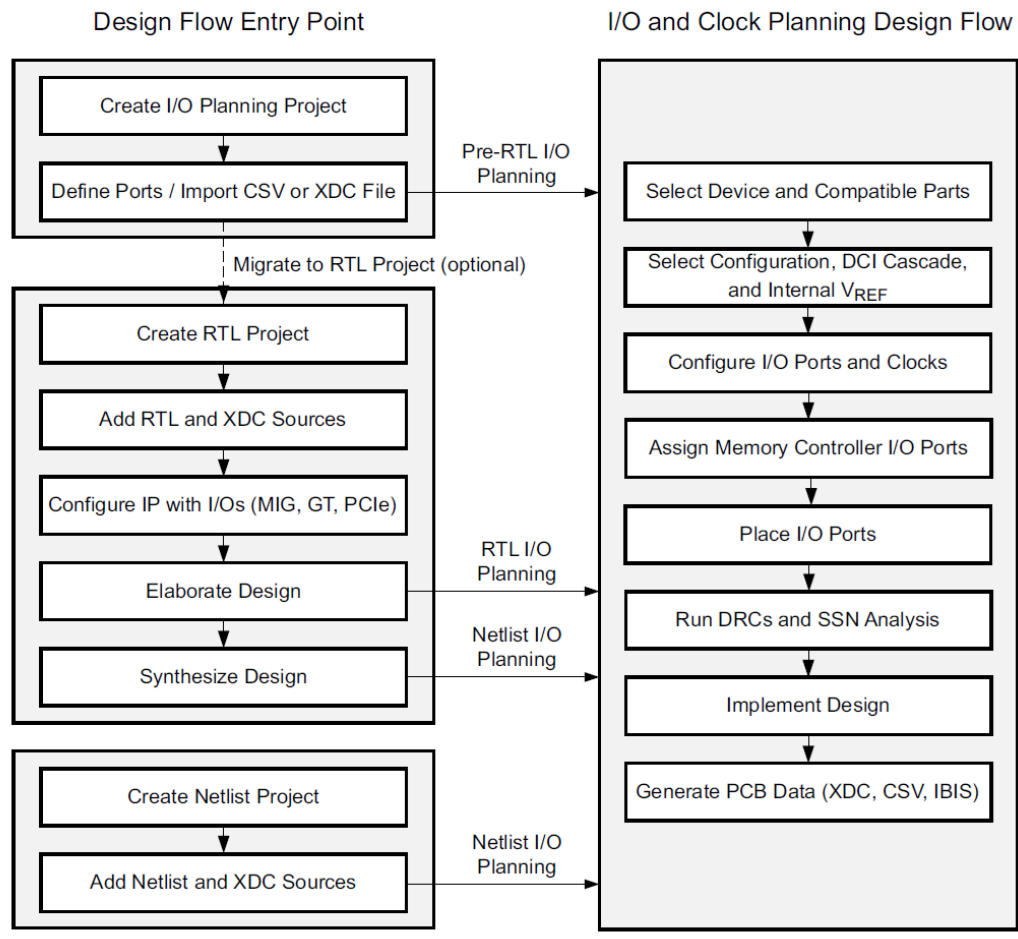 Design Flow Entry Point
I/O and Clock Planning Design Flow
Create I/O Planning Project
Define Ports / Import CSV or XDC File
Pre-RTL I/O
Planning
Migrate to RTL Project (optional)
Create RTL Project
Add RTL and XDC Sources
Configure IP with I/Os (MIG, GT, PCIe)
Elaborate Design
RTL I/O
Planning
Synthesize Design
Netlist I/O
Planning
Create Netlist Project
Add Netlist and XDC Sources
Netlist I/O
Planning
Select Device and Compatible Parts
Select Configuration, DCI Cascade,
and Internal VREF
Configure I/O Ports and Clocks
Assign Memory Controller I/O Ports
Place I/O Ports
Run DRCs and SSN Analysis
Implement Design
Generate PCB Data (XDC, CSV, IBIS)